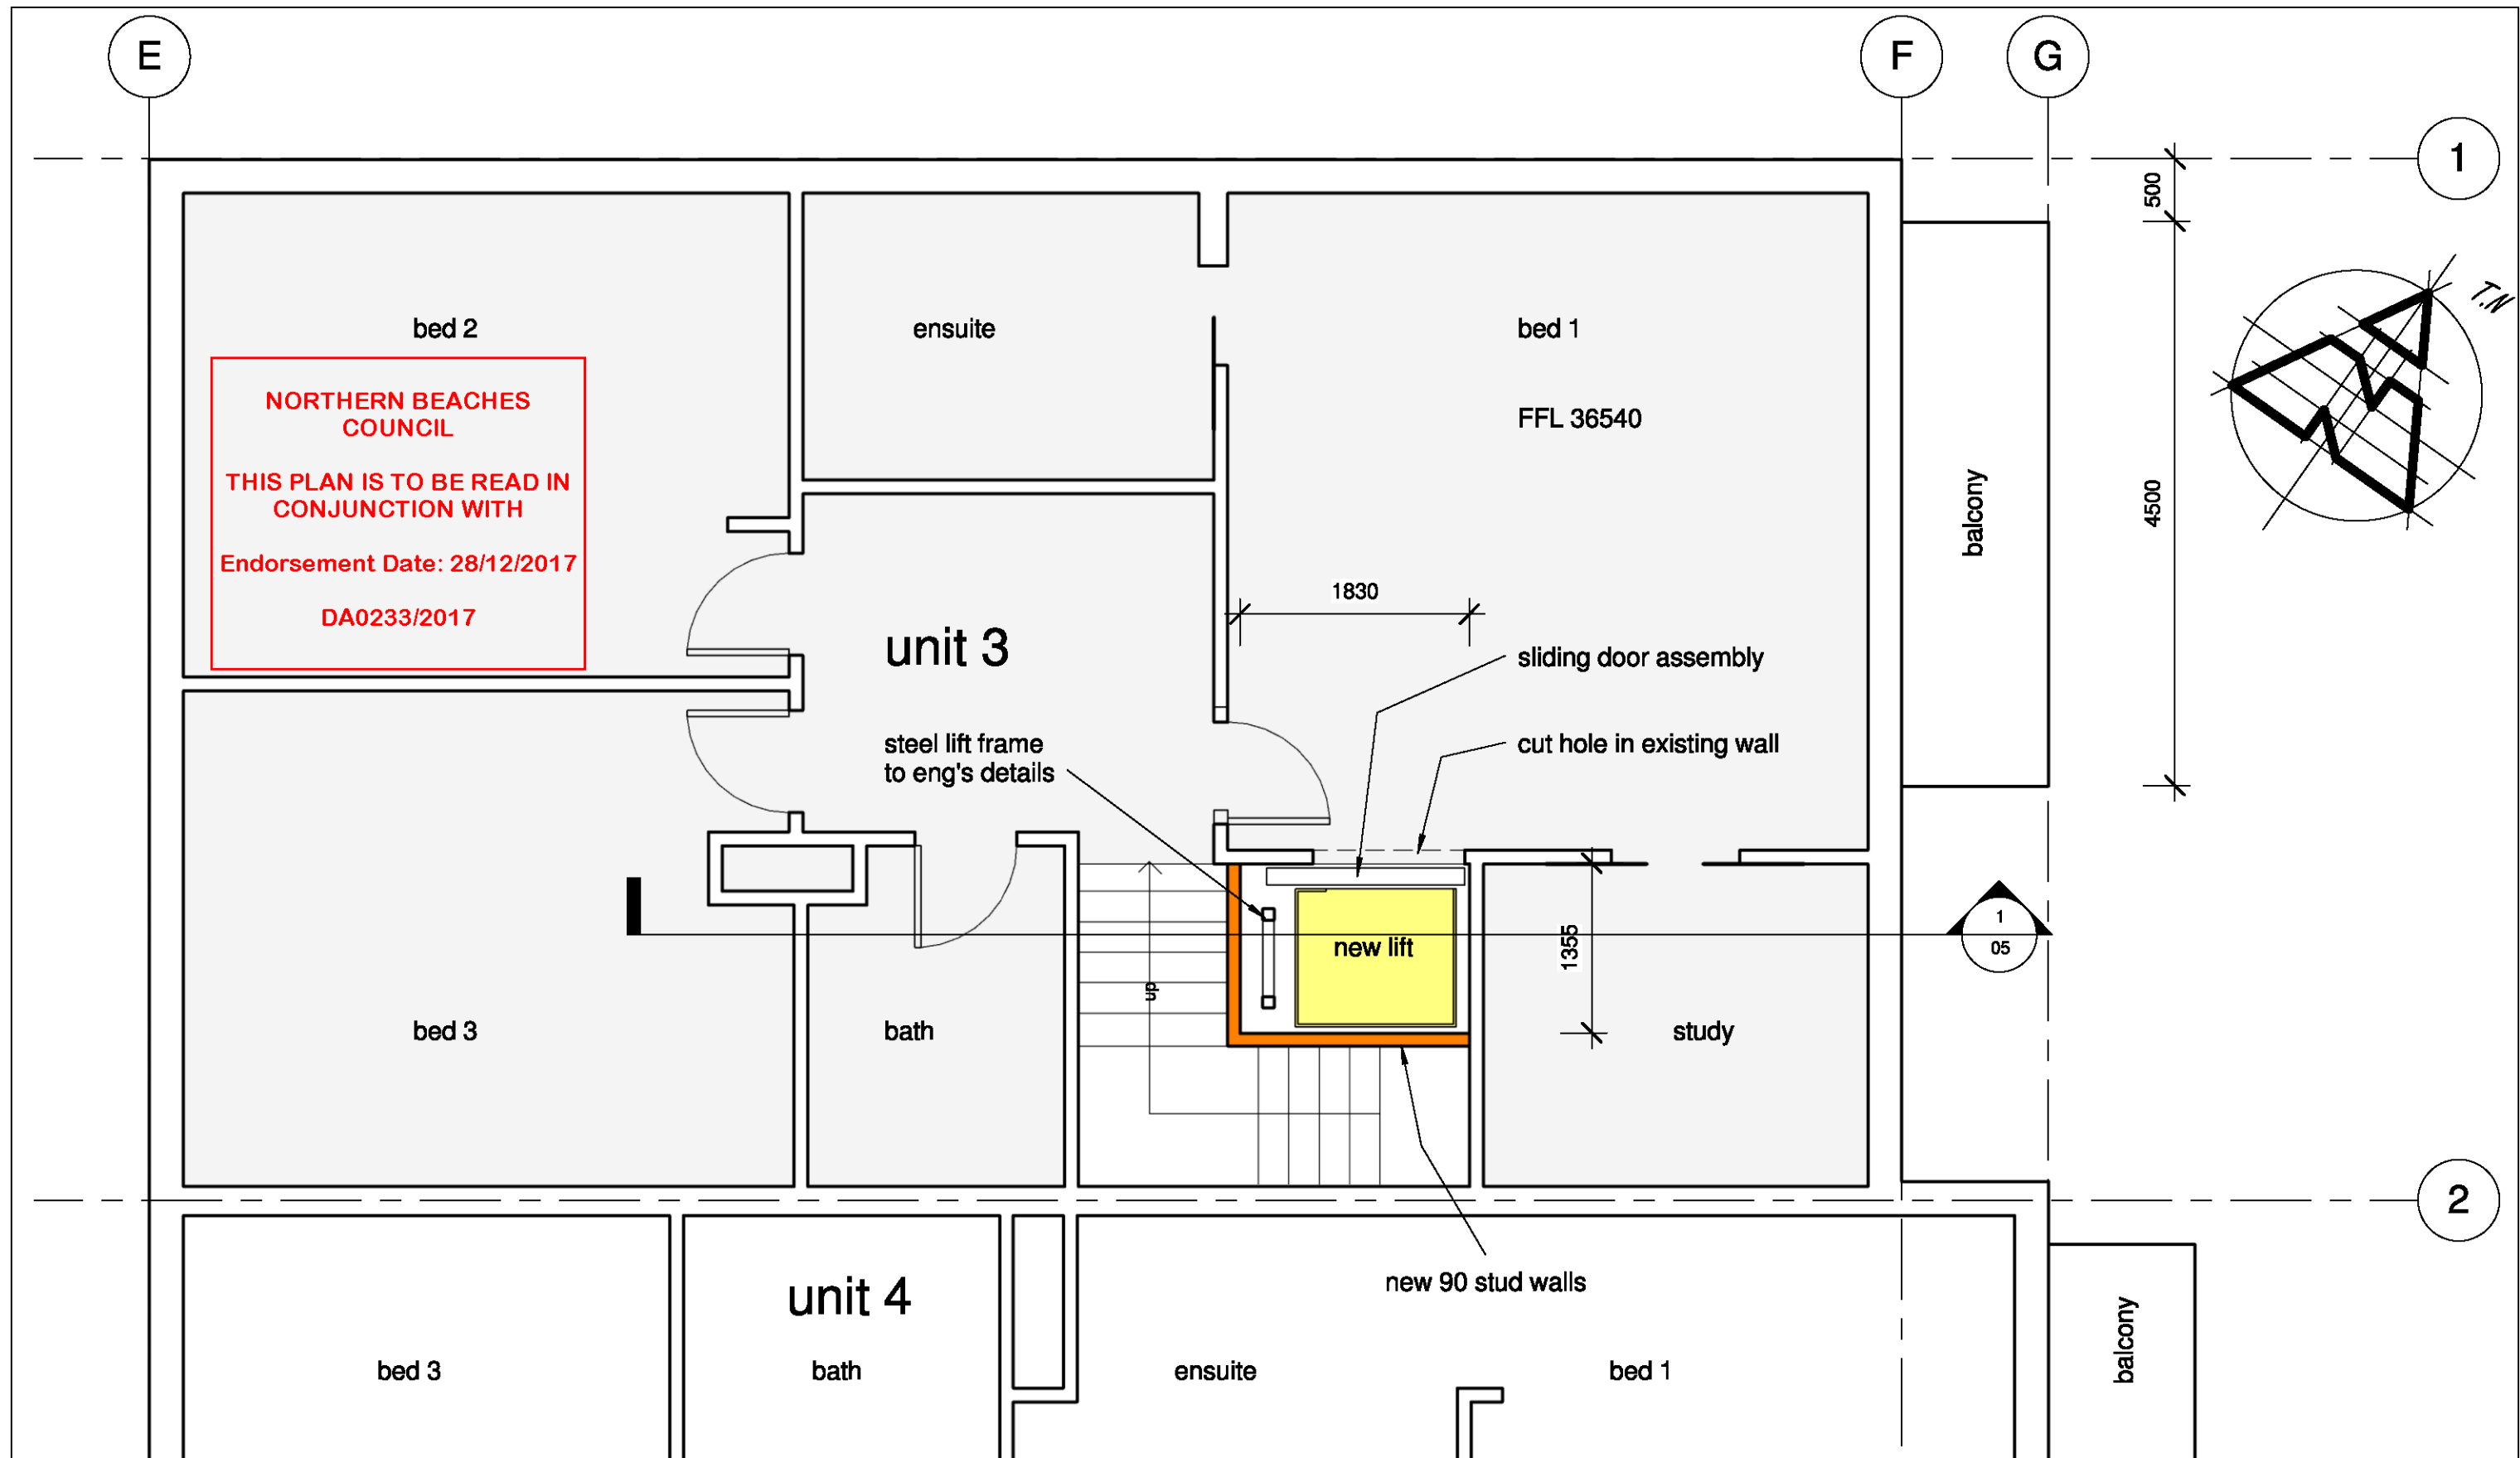 E
F
G
1
500
T.N
bed 2
ensuite
bed 1
NORTHERN BEACHES
COUNCIL
THIS PLAN IS TO BE READ IN
CONJUNCTION WITH
Endorsement Date: 28/12/2017
DA0233/2017
FFL 36540
balcony
4500
1830
unit 3
sliding door assembly
steel lift frame
to eng's details
cut hole in existing wall
new lift
1355
1
05
up
bed 3
bath
study
2
new 90 stud walls
unit 4
bed 3
bath
ensuite
bed 1
balcony